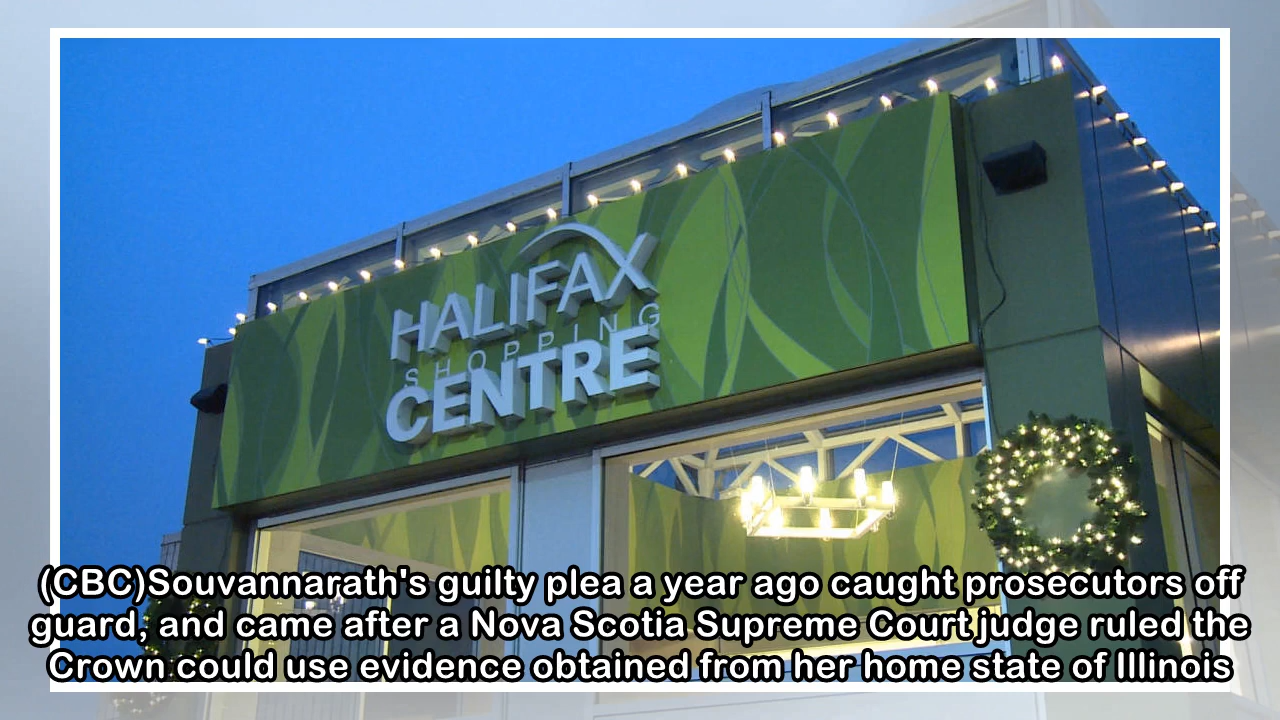 HALIFAX
SHOPPING
CENTRE
(CBC)Souvannarath's guilty plea a year ago caught prosecutors off
guard, and came after a Nova Scotia Supreme Court judge ruled the
Crown could use evidence obtained from her home state of Illinois